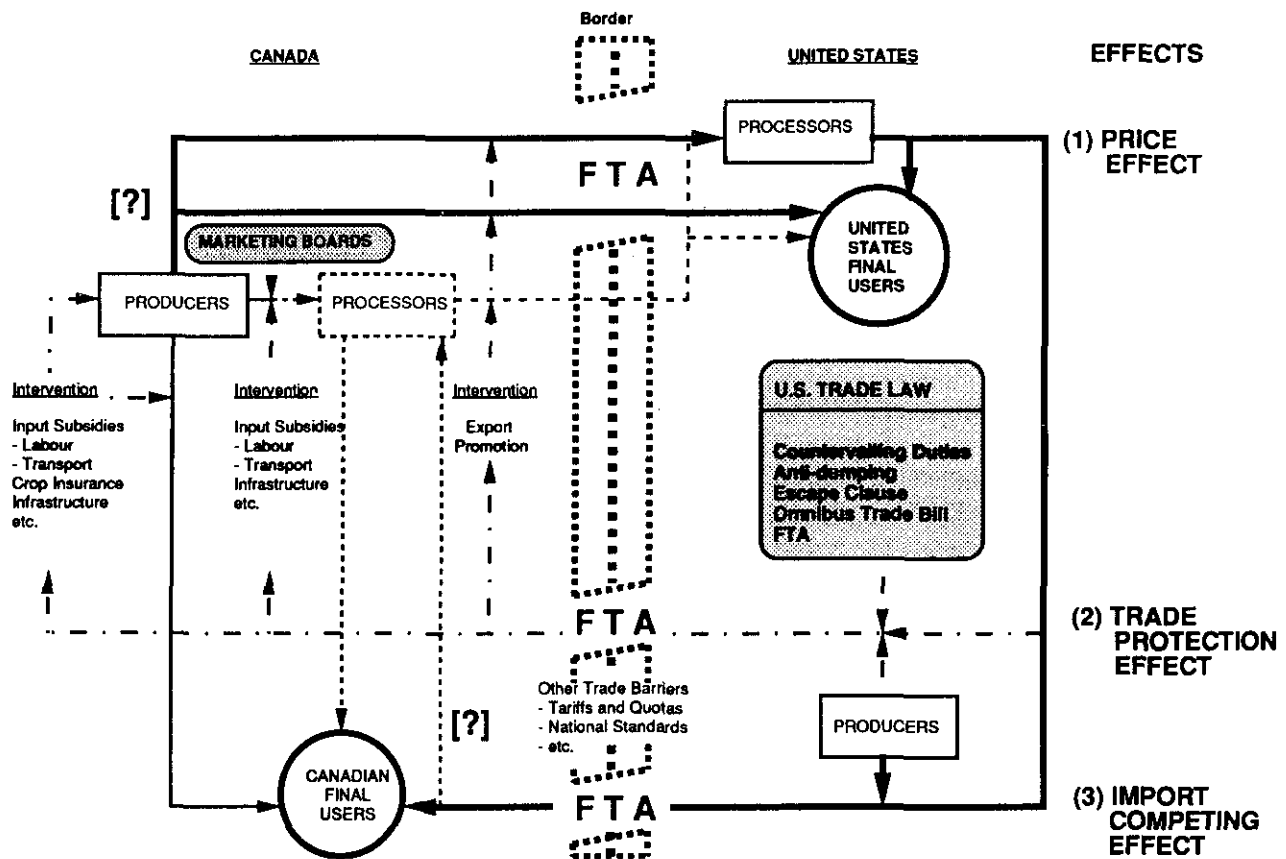 Border
CANADA
UNITED STATES
EFFECTS
PROCESSORS
(1) PRICE
EFFECT
F T A
[?]
MARKETING BOARDS
UNITED
STATES
FINAL
USERS
PRODUCERS
PROCESSORS
Intervention
Input Subsidies
- Labour
- Transport
Crop Insurance
Infrastructure
etc.
Intervention
Input Subsidies
- Labour
- Transport
Infrastructure
etc.
Intervention
Export
Promotion
U.S. TRADE LAW
Countervailing Duties
Anti-dumping
Escape Clause
Omnibus Trade Bill
FTA
F T A
(2) TRADE
PROTECTION
EFFECT
Other Trade Barriers
- Tariffs and Quotas
- National Standards
- etc.
[?]
PRODUCERS
CANADIAN
FINAL
USERS
F T A
(3) IMPORT
COMPETING
EFFECT